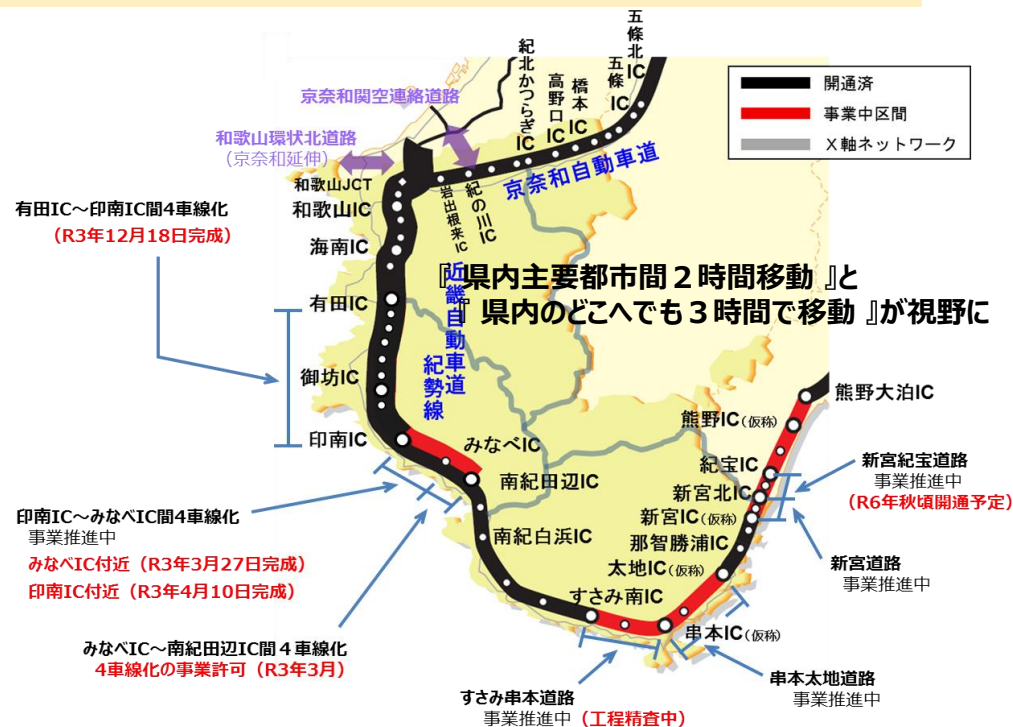 五條北IC
五條IC
橋本IC
高野口IC
紀北かつらぎIC
開通済
事業中区間
X軸ネットワーク
京奈和関空連絡道路
和歌山環状北道路
(京奈和延伸)
京奈和自動車道
和歌山JCT
和歌山IC
岩出根来IC
紀の川IC
有田IC～印南IC間4車線化
(R3年12月18日完成)
海南IC
『 県内主要都市間２時間移動 』と
『 県内のどこへでも３時間で移動 』が視野に
近畿自動車道
紀勢線
有田IC
御坊IC
印南IC
熊野大泊IC
熊野IC(仮称)
みなべIC
紀宝IC
新宮紀宝道路
事業推進中
(R6年秋頃開通予定)
南紀田辺IC
新宮北IC
新宮IC(仮称)
印南IC～みなべIC間4車線化
事業推進中
みなべIC付近（R3年3月27日完成）
印南IC付近（R3年4月10日完成）
南紀白浜IC
那智勝浦IC
新宮道路
事業推進中
太地IC(仮称)
すさみ南IC
串本IC(仮称)
みなべIC～南紀田辺IC間４車線化
4車線化の事業許可（R3年3月）
串本太地道路
事業推進中
すさみ串本道路
事業推進中（工程精査中）